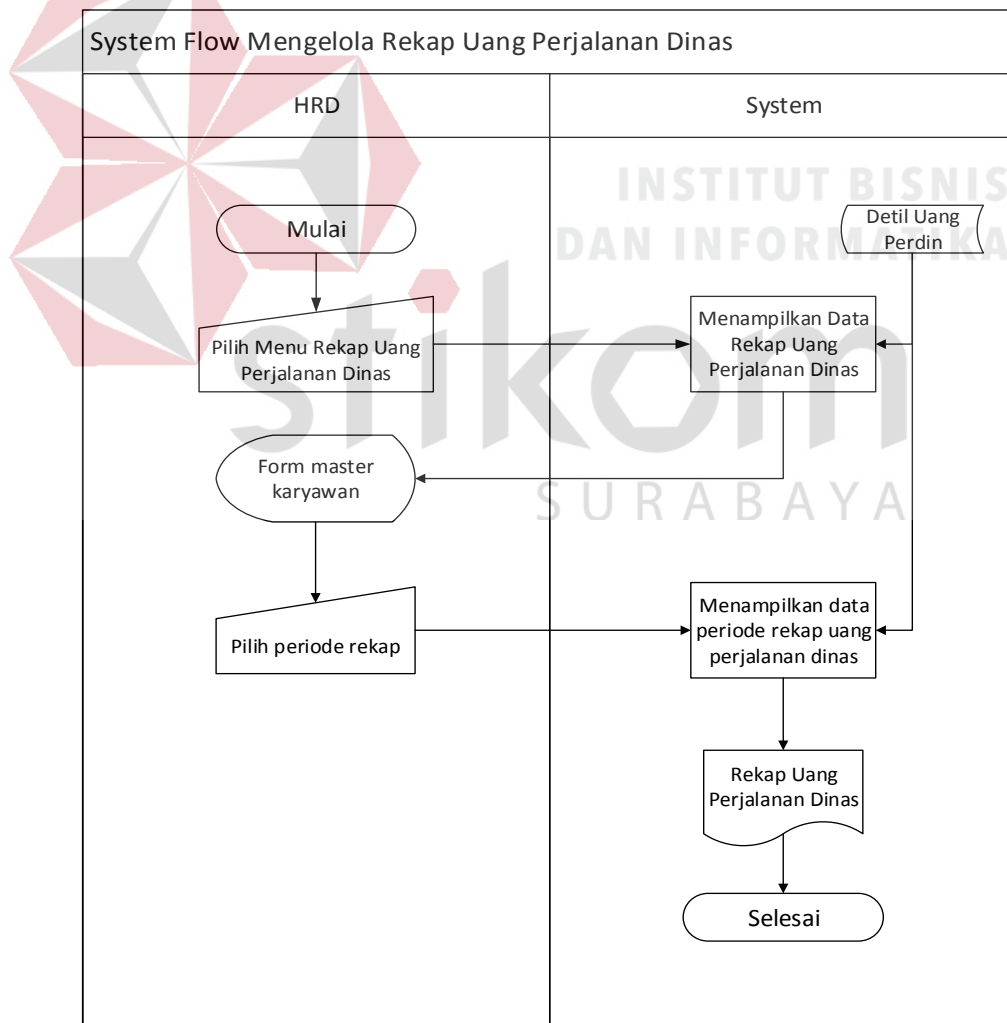 System Flow Mengelola Rekap Uang Perjalanan Dinas
HRD
System
INSTITUT BISNIS
DAN INFORMATIKA
stikom
SURABAYA
Mulai
Detil Uang
Perdin
Pilih Menu Rekap Uang
Perjalanan Dinas
Menampilkan Data
Rekap Uang
Perjalanan Dinas
Form master
karyawan
Pilih periode rekap
Menampilkan data
periode rekap uang
perjalanan dinas
Rekap Uang
Perjalanan Dinas
Selesai